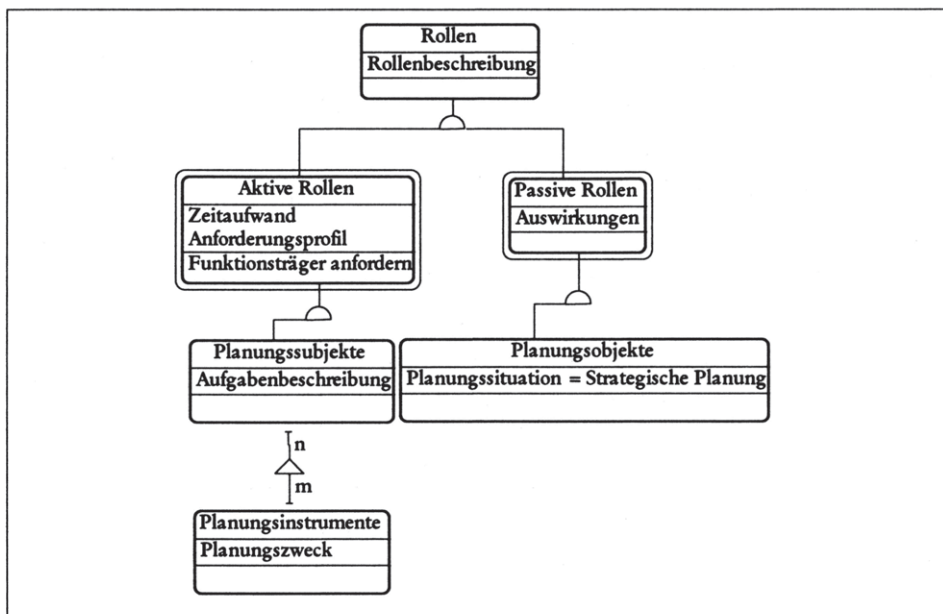 Rollen
Rollenbeschreibung
Aktive Rollen
Zeitaufwand
Anforderungsprofil
Funktionsträger anfordern
Passive Rollen
Auswirkungen
Planungssubjekte
Aufgabenbeschreibung
Planungsobjekte
Planungssituation = Strategische Planung
n
m
Planungsinstrumente
Planungszweck